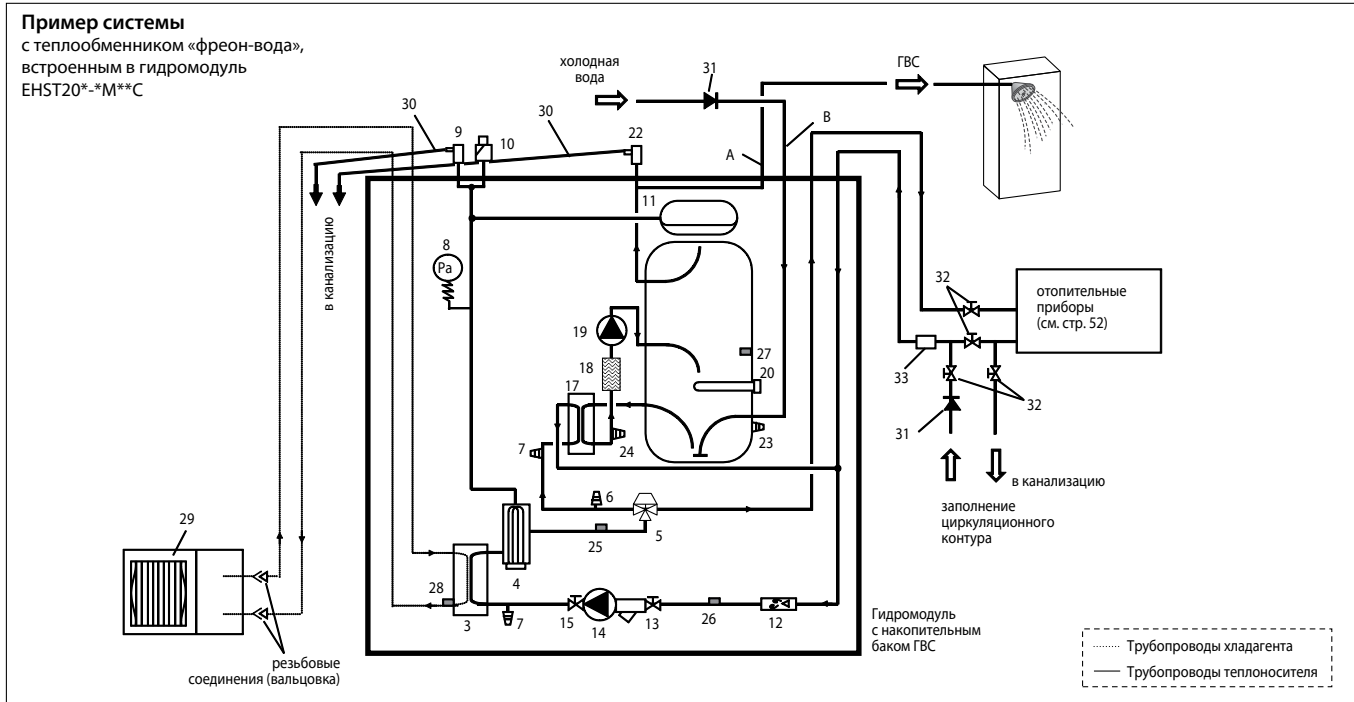 Пример системы
с теплообменником «фреон-вода»,
встроенным в гидромодуль
EHST20*-*M**C
холодная
вода
31
ГВС
30
9
10
30
22
A
B
11
в канализацию
8
Pa
32
отопительные
приборы
(см. стр. 52)
19
27
18
20
33
17
32
7
24
23
31
6
в канализацию
заполнение
циркуляционного
контура
29
25
5
4
28
3
7
15
14
13
26
12
Гидромодуль
с накопительным
баком ГВС
резьбовые
соединения (вальцовка)
Трубопроводы хладагента
Трубопроводы теплоносителя